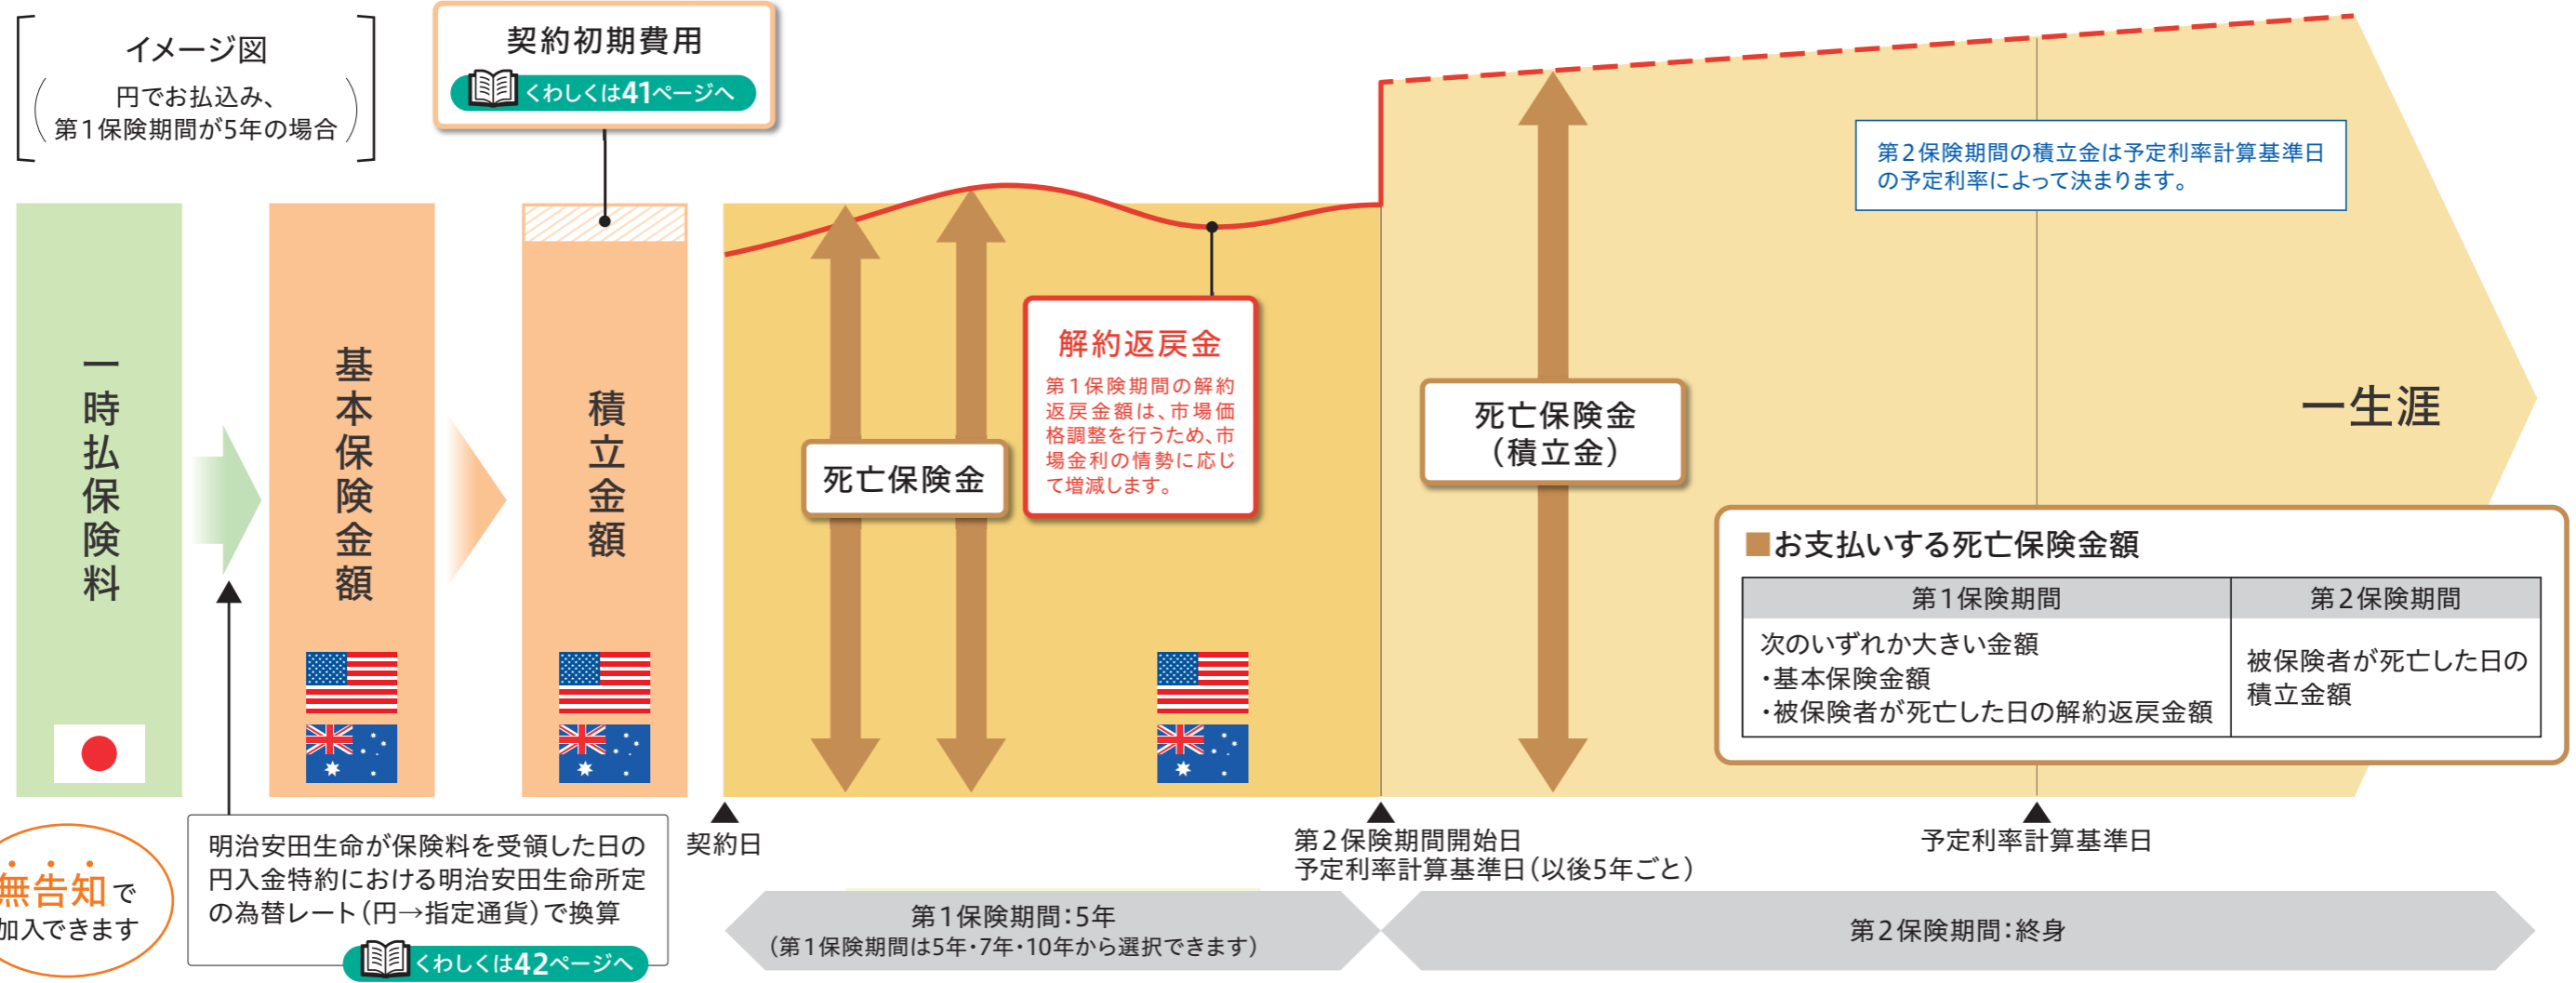 イメージ図
円でお払込み、
第1保険期間が5年の場合
契約初期費用
くわしくは41ページへ
一時払保険料
基本保険金額
積立金額
死亡保険金
解約返戻金
第1保険期間の解約
返戻金額は、市場価
格調整を行うため、市
場金利の情勢に応じ
て増減します。
死亡保険金
(積立金)
第2保険期間の積立金は予定利率計算基準日
の予定利率によって決まります。
一生涯
■お支払いする死亡保険金額
第1保険期間
第2保険期間
次のいずれか大きい金額
・基本保険金額
・被保険者が死亡した日の解約返戻金額
被保険者が死亡した日の
積立金額
無告知で
加入できます
明治安田生命が保険料を受領した日の
円入金特約における明治安田生命所定
の為替レート(円→指定通貨)で換算
くわしくは42ページへ
契約日
第2保険期間開始日
予定利率計算基準日(以後5年ごと)
予定利率計算基準日
第1保険期間:5年
(第1保険期間は5年・7年・10年から選択できます)
第2保険期間:終身